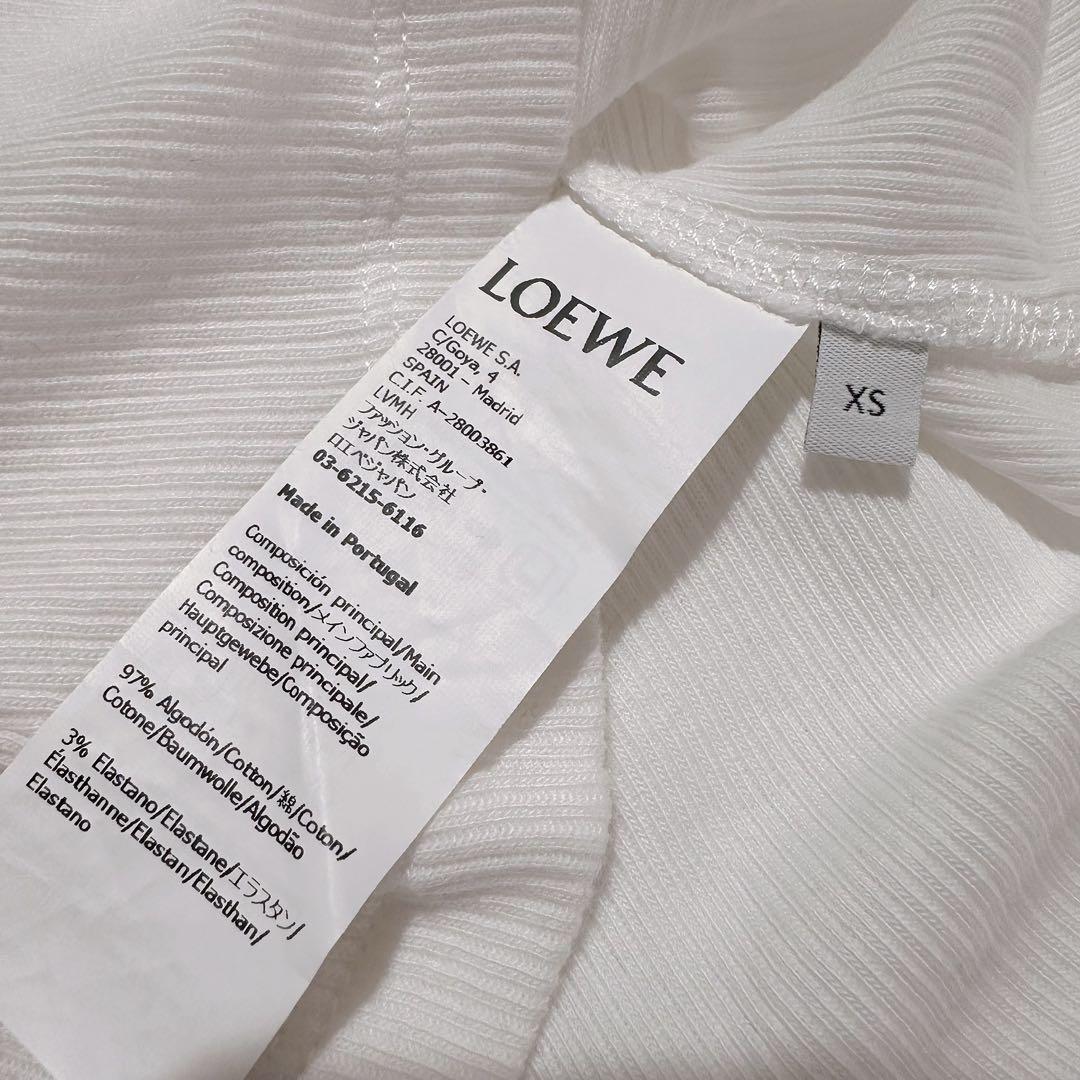 LOEWE
LOEWE S.A.
C/Goya, 4
28001 – Madrid
SPAIN
C.I.F. A-28003861
LVMH
ファッション・グループ・
ジャパン株式会社
ロエベジャパン
03-6215-6116
Made in Portugal
Composición principal/Main
composition/メインファブリック/
Composition principal/
Composizione principale/
Hauptgewebe/Composição
principal
97% Algodón/Cotton/綿/Coton/
Cotone/Baumwolle/Algodão
3% Elastano/Elastane/エラスタン/
Élasthanne/Elastan/Elasthan/
Elastano
XS